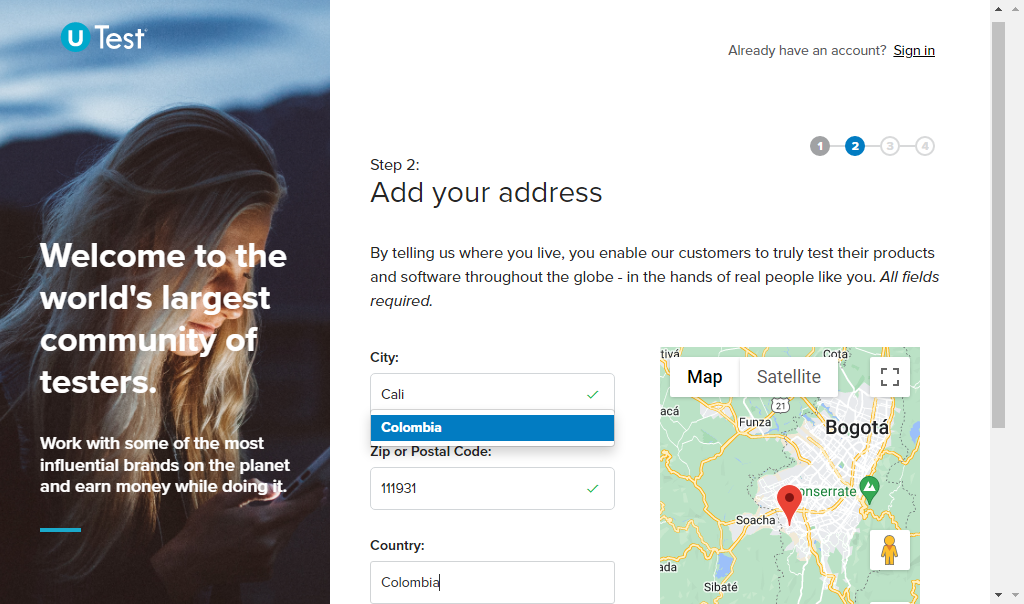 U Test
Already have an account? Sign in
1 2 3 4
Step 2:
Add your address
Welcome to the
world's largest
community of
testers.
Work with some of the most
influential brands on the planet
and earn money while doing it.
By telling us where you live, you enable our customers to truly test their products
and software throughout the globe - in the hands of real people like you. All fields
required.
City:
Cali
Colombia
Zip or Postal Code:
111931
Country:
Colombia
tivá
Cota
Map Satellite
acá
21
Funza
Bogotá
onserrate
Soacha
ada
Sibaté